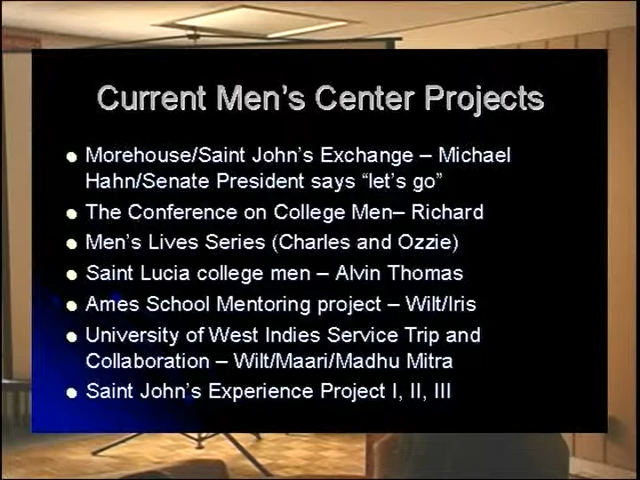 Current Men's Center Projects
Morehouse/Saint John's Exchange – Michael
Hahn/Senate President says “let's go”
The Conference on College Men– Richard
Men's Lives Series (Charles and Ozzie)
Saint Lucia college men – Alvin Thomas
Ames School Mentoring project – Wilt/Iris
University of West Indies Service Trip and
Collaboration – Wilt/Maari/Madhu Mitra
Saint John's Experience Project I, II, III